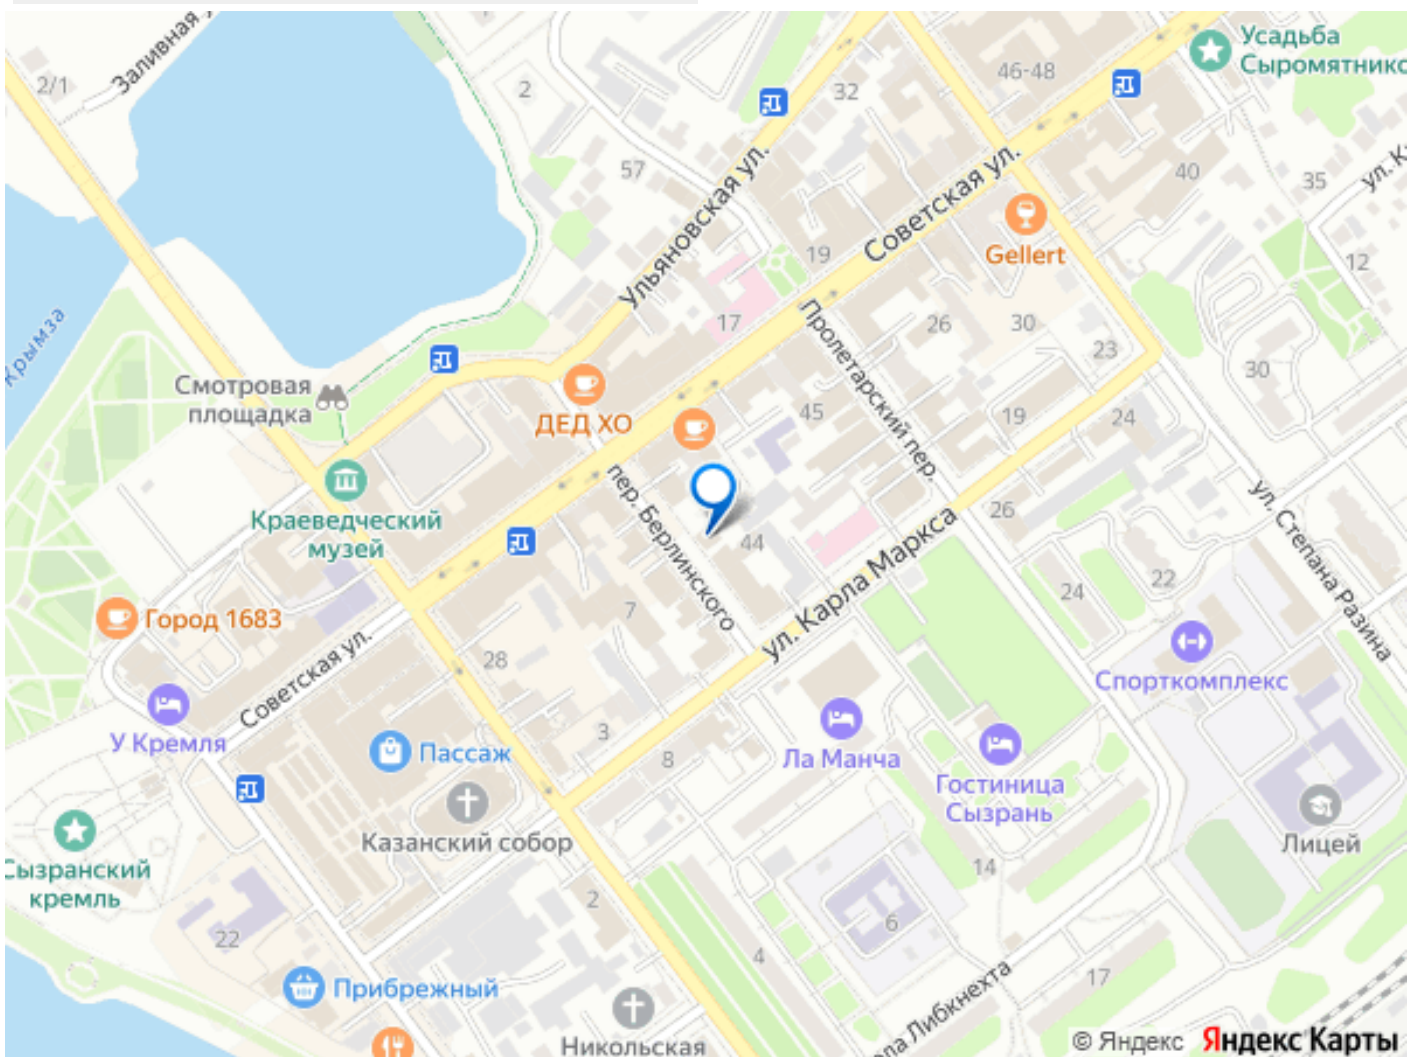 Заливная
2/1
2
32
46-48
Усадьба
Сыромятникс
57
Ульяновская ул.
Советская ул.
40
35
ул. К
12
Gellert
19
17
Крымза
Смотровая
площадка
ДЕД ХО
Пролетарский пер.
26
30
23
30
45
19
24
Краеведческий
музей
пер. Берлинского
44
26
ул. Карла Маркса
ул. Степана Разина
24
22
Город 1683
7
Советская ул.
28
Спорткомплекс
У Кремля
3
Пассаж
8
Ла Манча
Гостиница
Сызрань
Казанский собор
Лицей
Сызранский
кремль
14
2
22
6
4
17
Прибрежный
ла Либкнехта
Никольская
© Яндекс Яндекс Карты